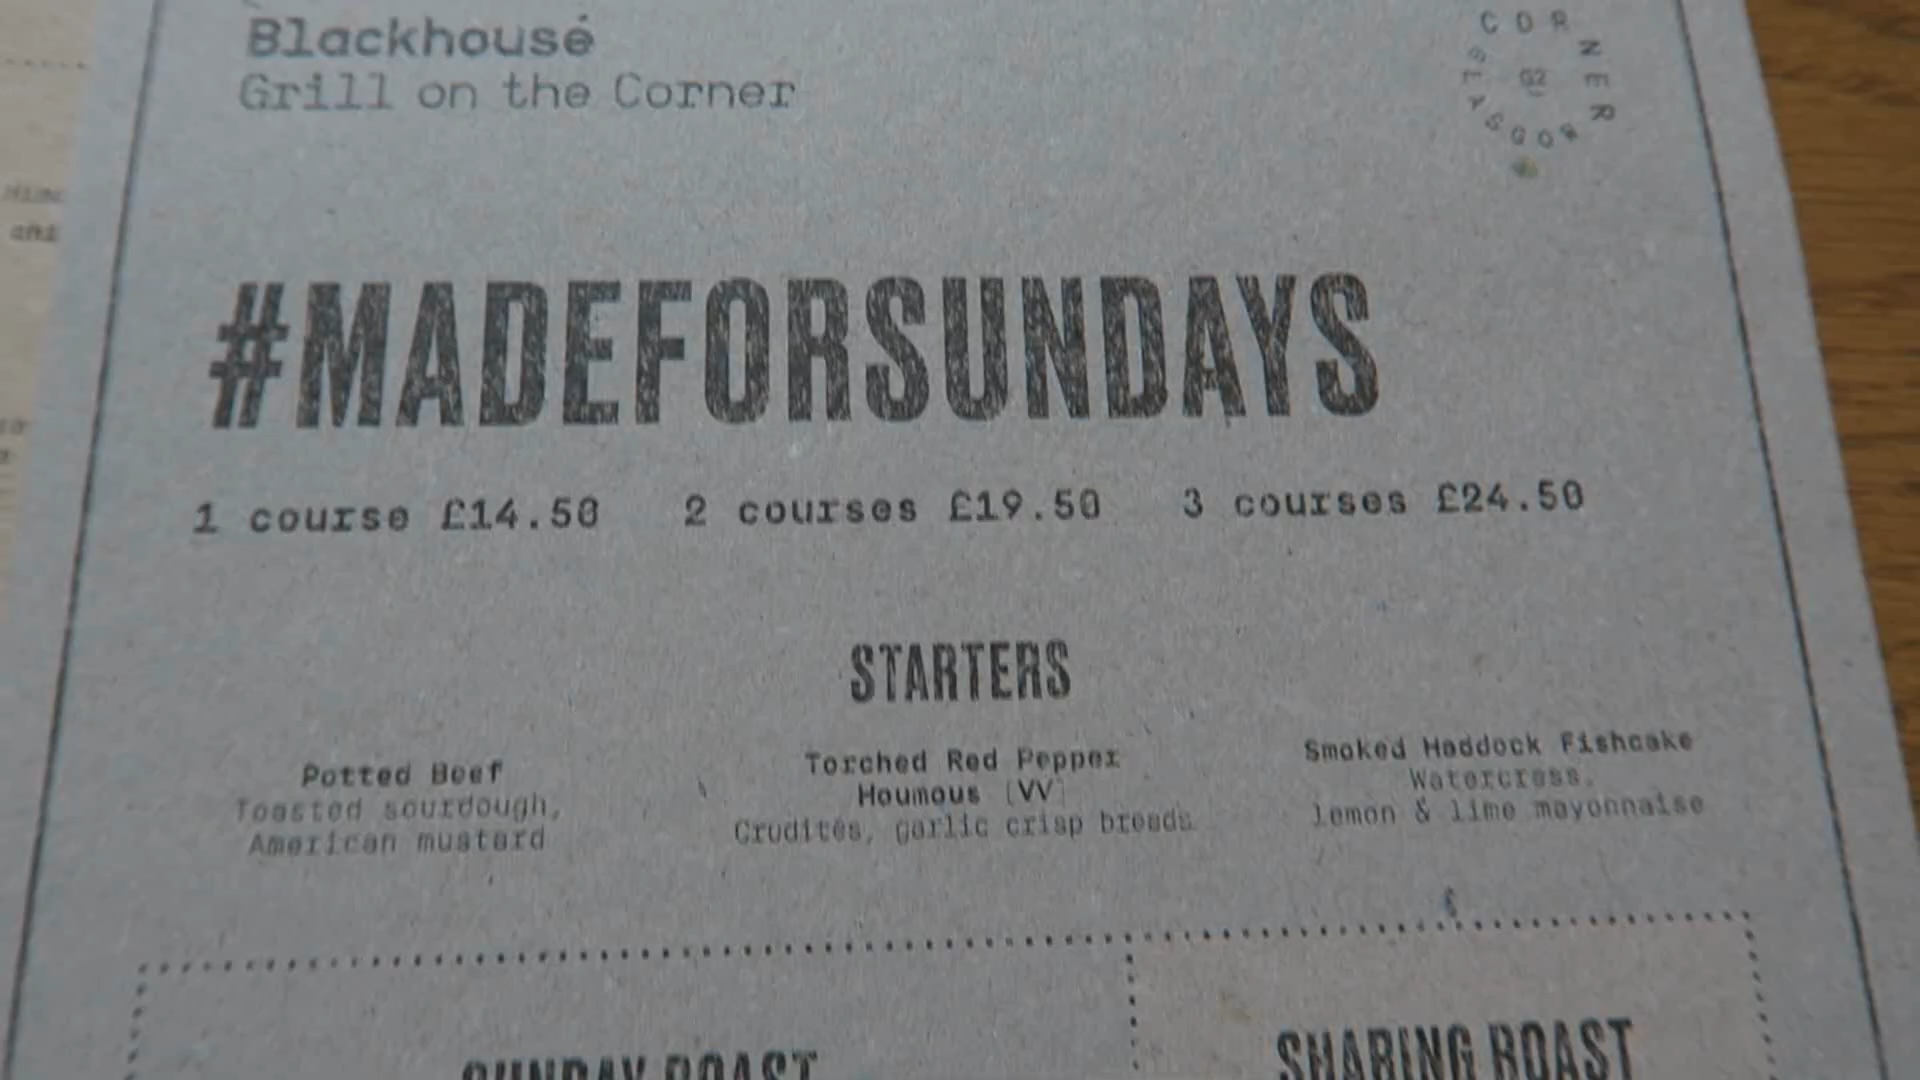 Blackhouse
Grill on the Corner
CORNER
G2
#MADEFORSUNDAYS
1 course £14.50 2 courses £19.50 3 courses £24.50
STARTERS
Potted Beef
Toasted sourdough,
American mustard
Torched Red Pepper
Houmous (VV)
Crudités, garlic crisp breads
Smoked Haddock Fishcake
Watercress,
lemon & lime mayonnaise
SUNDAY ROAST
SHARING ROAST